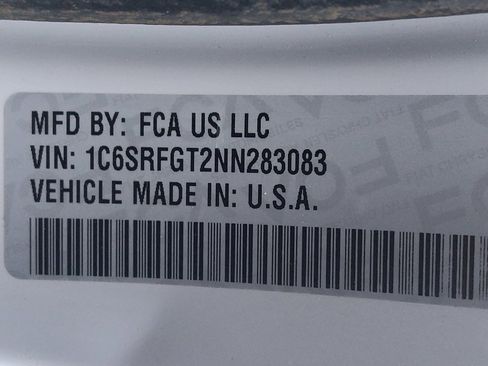 MFD BY: FCA US LLC
VIN: 1C6SRFGT2NN283083
VEHICLE MADE IN: U.S.A.